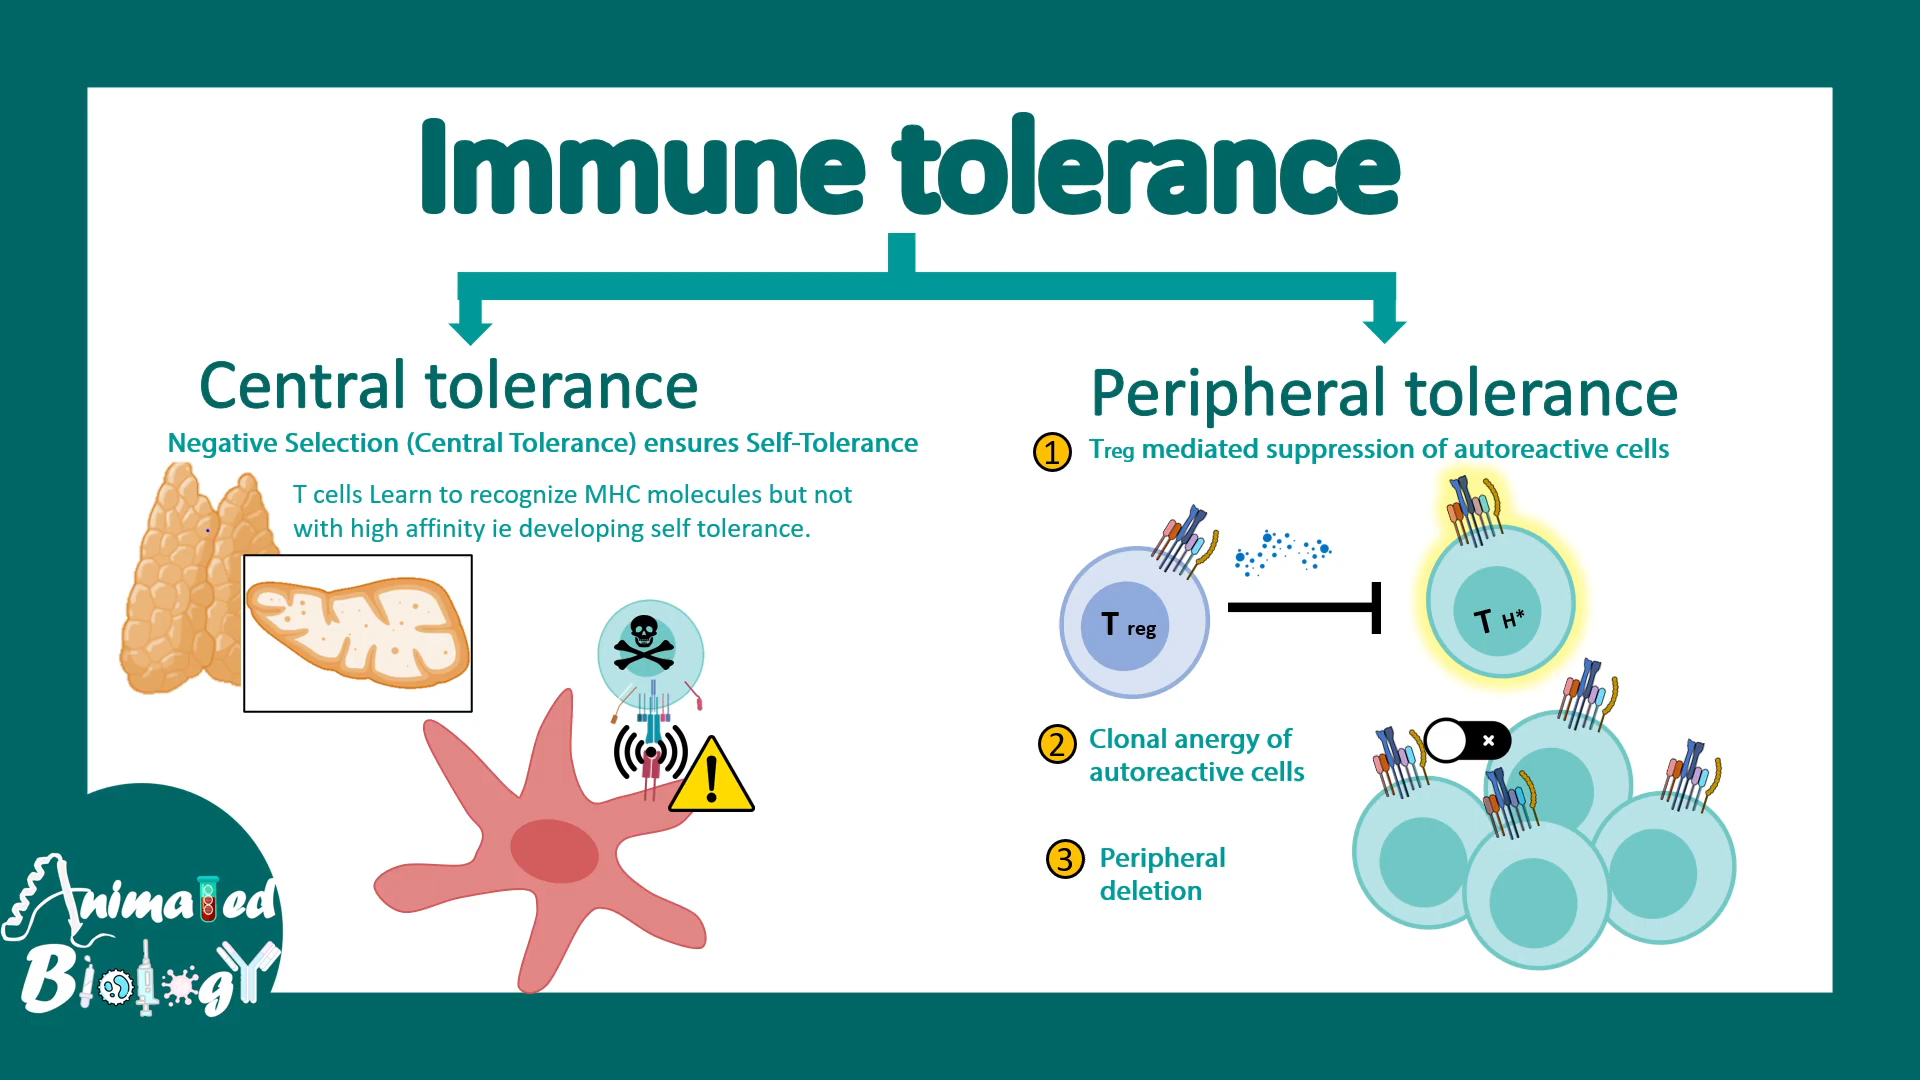 Immune tolerance
Central tolerance
Negative Selection (Central Tolerance) ensures Self-Tolerance
T cells Learn to recognize MHC molecules but not
with high affinity ie developing self tolerance.
Peripheral tolerance
1 Treg mediated suppression of autoreactive cells
T reg
T H*
2 Clonal anergy of
autoreactive cells
3 Peripheral
deletion
Animated
Biology